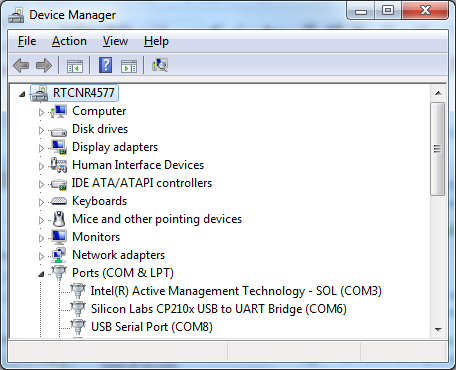 Device Manager
File Action View Help
RTCNR4577
Computer
Disk drives
Display adapters
Human Interface Devices
IDE ATA/ATAPI controllers
Keyboards
Mice and other pointing devices
Monitors
Network adapters
Ports (COM & LPT)
Intel(R) Active Management Technology - SOL (COM3)
Silicon Labs CP210x USB to UART Bridge (COM6)
USB Serial Port (COM8)